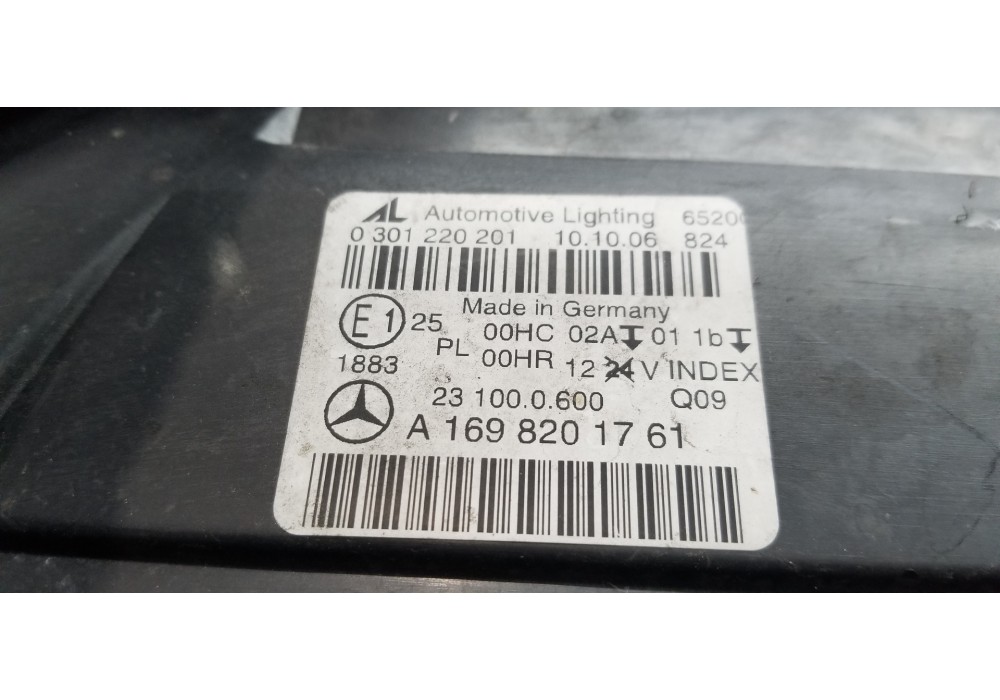 AL Automotive Lighting 6520
0 301 220 201 10.10.06 824
Made in Germany
E1 25 00HC 02A 01 1b
PL 00HR 12 24 V INDEX
1883
23 100.0.600 Q09
A 169 820 17 61